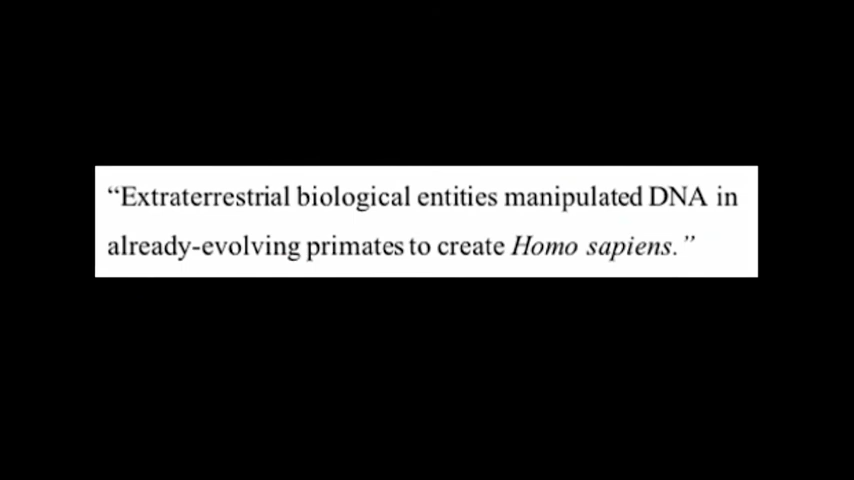 “Extraterrestrial biological entities manipulated DNA in
already-evolving primates to create Homo sapiens.”